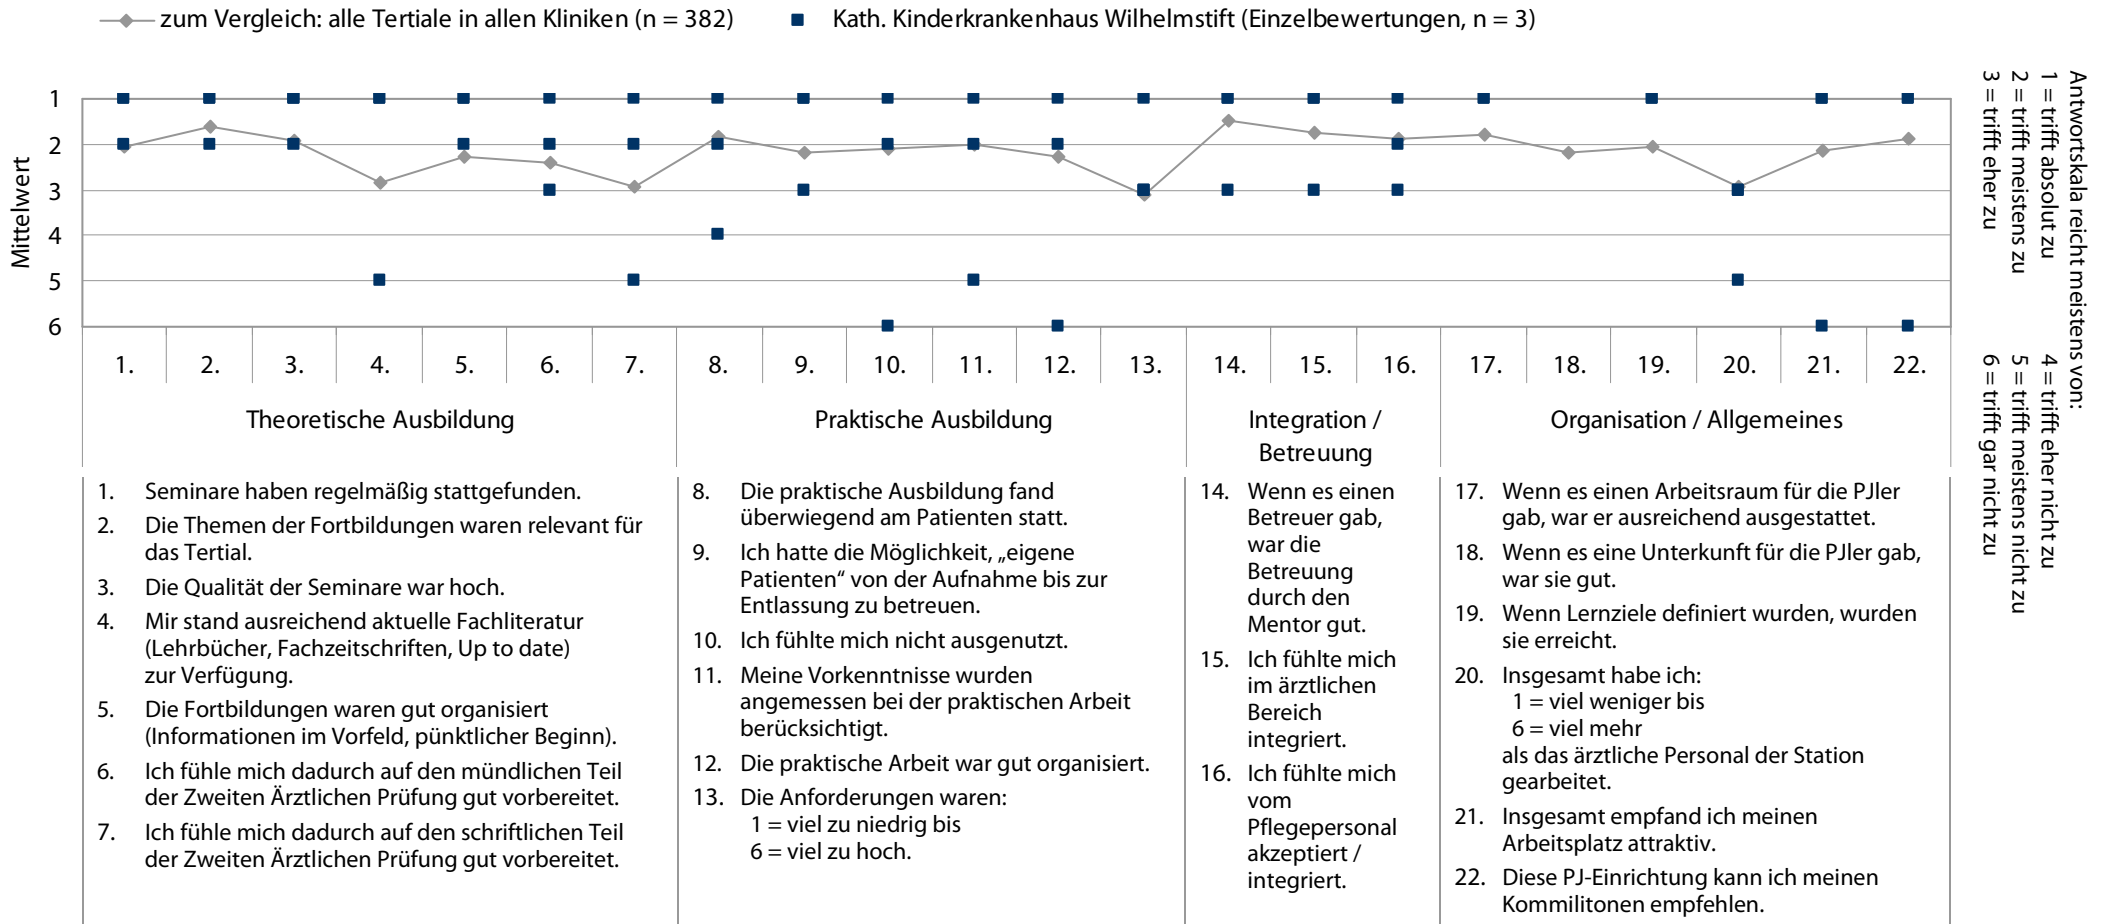 zum Vergleich: alle Tertiale in allen Kliniken (n = 382)
Kath. Kinderkrankenhaus Wilhelmstift (Einzelbewertungen, n = 3)
Mittelwert
1
2
3
4
5
6
1. 2. 3. 4. 5. 6. 7. 8. 9. 10. 11. 12. 13. 14. 15. 16. 17. 18. 19. 20. 21. 22.
Theoretische Ausbildung
Praktische Ausbildung
Integration /
Betreuung
Organisation / Allgemeines
1. Seminare haben regelmäßig stattgefunden.
2. Die Themen der Fortbildungen waren relevant für
das Tertial.
3. Die Qualität der Seminare war hoch.
4. Mir stand ausreichend aktuelle Fachliteratur
(Lehrbücher, Fachzeitschriften, Up to date)
zur Verfügung.
5. Die Fortbildungen waren gut organisiert
(Informationen im Vorfeld, pünktlicher Beginn).
6. Ich fühle mich dadurch auf den mündlichen Teil
der Zweiten Ärztlichen Prüfung gut vorbereitet.
7. Ich fühle mich dadurch auf den schriftlichen Teil
der Zweiten Ärztlichen Prüfung gut vorbereitet.
8. Die praktische Ausbildung fand
überwiegend am Patienten statt.
9. Ich hatte die Möglichkeit, „eigene
Patienten“ von der Aufnahme bis zur
Entlassung zu betreuen.
10. Ich fühlte mich nicht ausgenutzt.
11. Meine Vorkenntnisse wurden
angemessen bei der praktischen Arbeit
berücksichtigt.
12. Die praktische Arbeit war gut organisiert.
13. Die Anforderungen waren:
1 = viel zu niedrig bis
6 = viel zu hoch.
14. Wenn es einen
Betreuer gab,
war die
Betreuung
durch den
Mentor gut.
15. Ich fühlte mich
im ärztlichen
Bereich
integriert.
16. Ich fühlte mich
vom
Pflegepersonal
akzeptiert /
integriert.
17. Wenn es einen Arbeitsraum für die PJler
gab, war er ausreichend ausgestattet.
18. Wenn es eine Unterkunft für die PJler gab,
war sie gut.
19. Wenn Lernziele definiert wurden, wurden
sie erreicht.
20. Insgesamt habe ich:
1 = viel weniger bis
6 = viel mehr
als das ärztliche Personal der Station
gearbeitet.
21. Insgesamt empfand ich meinen
Arbeitsplatz attraktiv.
22. Diese PJ-Einrichtung kann ich meinen
Kommilitonen empfehlen.
Antwortskala reicht meistens von:
1 = trifft absolut zu
2 = trifft meistens zu
3 = trifft eher zu
4 = trifft eher nicht zu
5 = trifft meistens nicht zu
6 = trifft gar nicht zu